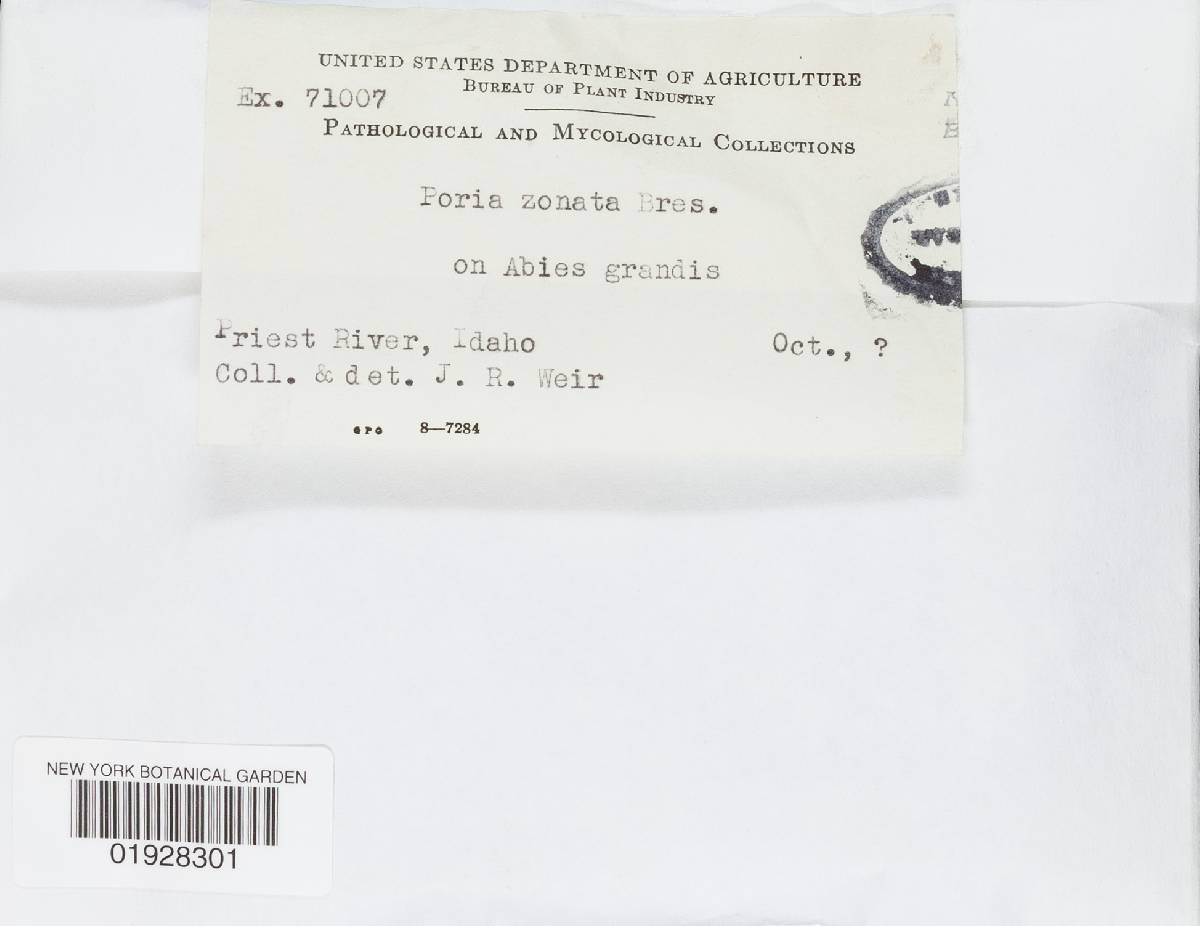 UNITED STATES DEPARTMENT OF AGRICULTURE
BUREAU OF PLANT INDUSTRY
Ex. 71007
PATHOLOGICAL AND MYCOLOGICAL COLLECTIONS
Poria zonata Bres.
on Abies grandis
Priest River, Idaho Oct., ?
Coll. & det. J. R. Weir
GPO 8—7284
NEW YORK BOTANICAL GARDEN
01928301